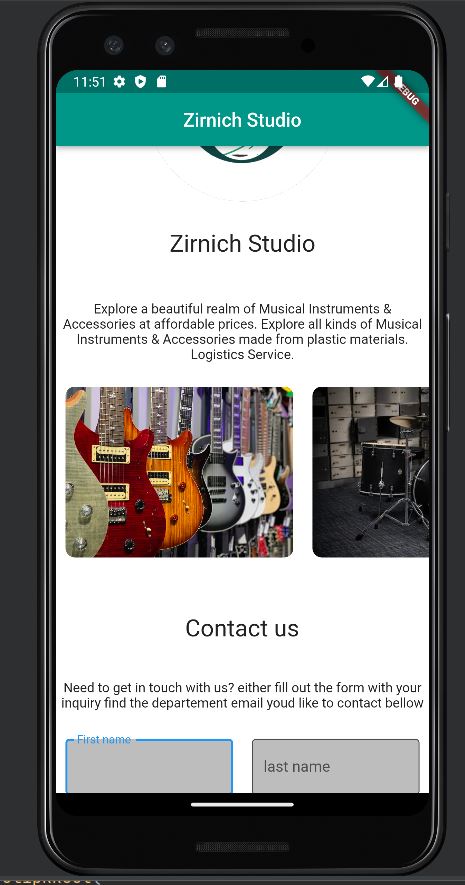 11:51
DEBUG
Zirnich Studio
Zirnich Studio
Explore a beautiful realm of Musical Instruments &
Accessories at affordable prices. Explore all kinds of Musical
Instruments & Accessories made from plastic materials.
Logistics Service.
Contact us
Need to get in touch with us? either fill out the form with your
inquiry find the departement email youd like to contact bellow
First name
last name